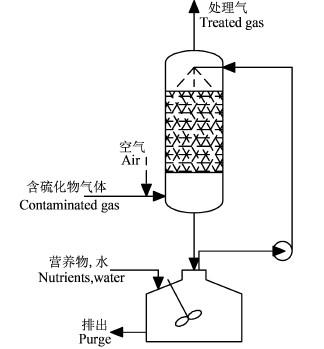 处理气
Treated gas
空气
Air
含硫化物气体
Contaminated gas
营养物,水
Nutrients,water
排出
Purge